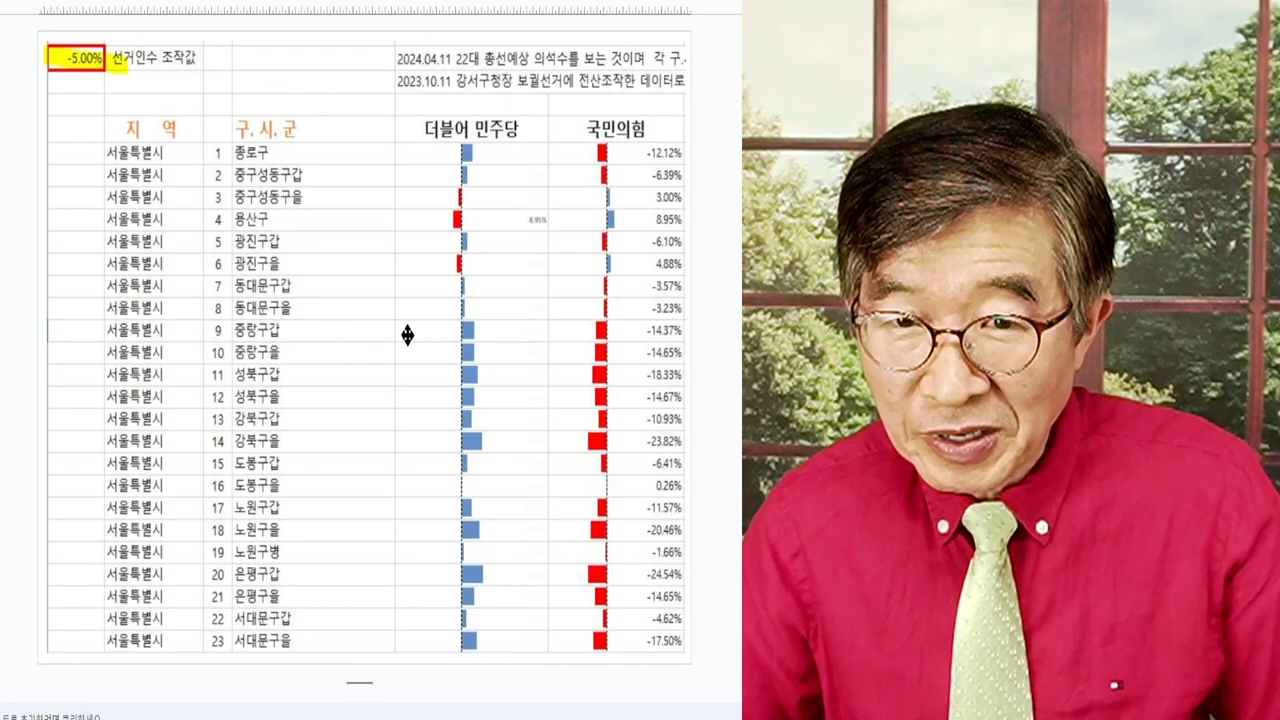 -5.00% 선거인수 조작값 2024.04.11 22대 총선예상 의석수를 보는 것이며 각 구.
2023.10.11 강서구청장 보궐선거에 전산조작한 데이터로
지 역 구, 시, 군 더불어 민주당 국민의힘
서울특별시 1 종로구 -12.12%
서울특별시 2 중구성동구갑 -6.39%
서울특별시 3 중구성동구을 3.00%
서울특별시 4 용산구 -8.95% 8.95%
서울특별시 5 광진구갑 -6.10%
서울특별시 6 광진구을 4.88%
서울특별시 7 동대문구갑 -3.57%
서울특별시 8 동대문구을 -3.23%
서울특별시 9 중랑구갑 -14.37%
서울특별시 10 중랑구을 -14.65%
서울특별시 11 성북구갑 -18.33%
서울특별시 12 성북구을 -14.67%
서울특별시 13 강북구갑 -10.93%
서울특별시 14 강북구을 -23.82%
서울특별시 15 도봉구갑 -6.41%
서울특별시 16 도봉구을 0.26%
서울특별시 17 노원구갑 -11.57%
서울특별시 18 노원구을 -20.46%
서울특별시 19 노원구병 -1.66%
서울특별시 20 은평구갑 -24.54%
서울특별시 21 은평구을 -14.65%
서울특별시 22 서대문구갑 -4.62%
서울특별시 23 서대문구을 -17.50%